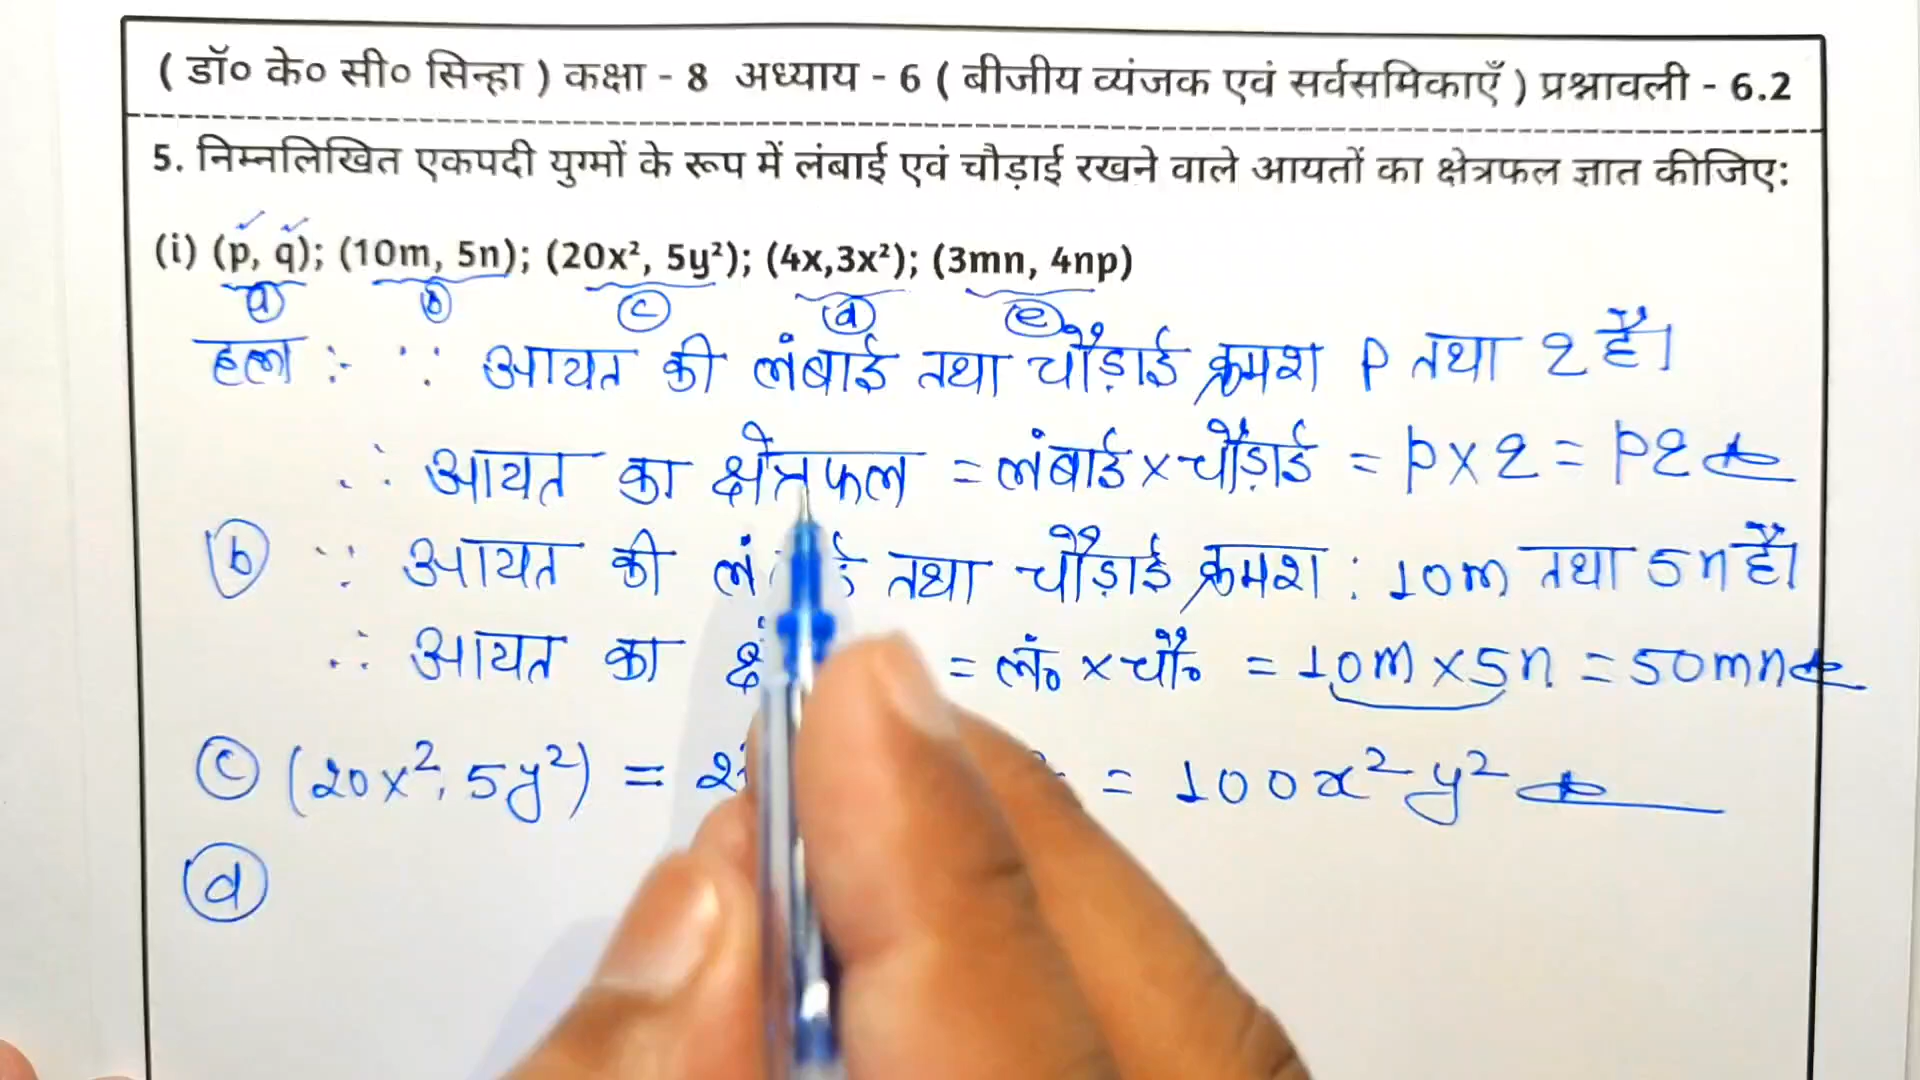 ( डॉ० के० सी० सिन्हा ) कक्षा - 8 अध्याय - 6 ( बीजीय व्यंजक एवं सर्वसमिकाएँ ) प्रश्नावली - 6.2
5. निम्नलिखित एकपदी युग्मों के रूप में लंबाई एवं चौड़ाई रखने वाले आयतों का क्षेत्रफल ज्ञात कीजिए:
(i) (p, q); (10m, 5n); (20x², 5y²); (4x,3x²); (3mn, 4np)
a b c d e
हल :- ∵ आयत की लंबाई तथा चौड़ाई क्रमश p तथा q है।
∴ आयत का क्षेत्रफल = लंबाई × चौड़ाई = p × q = pq
b ∵ आयत की तथा चौड़ाई क्रमश : 10m तथा 5n है।
∴ आयत का = लं० × चौ० = 10m × 5n = 50mn
c (20x², 5y²) = = 100x²y²
d